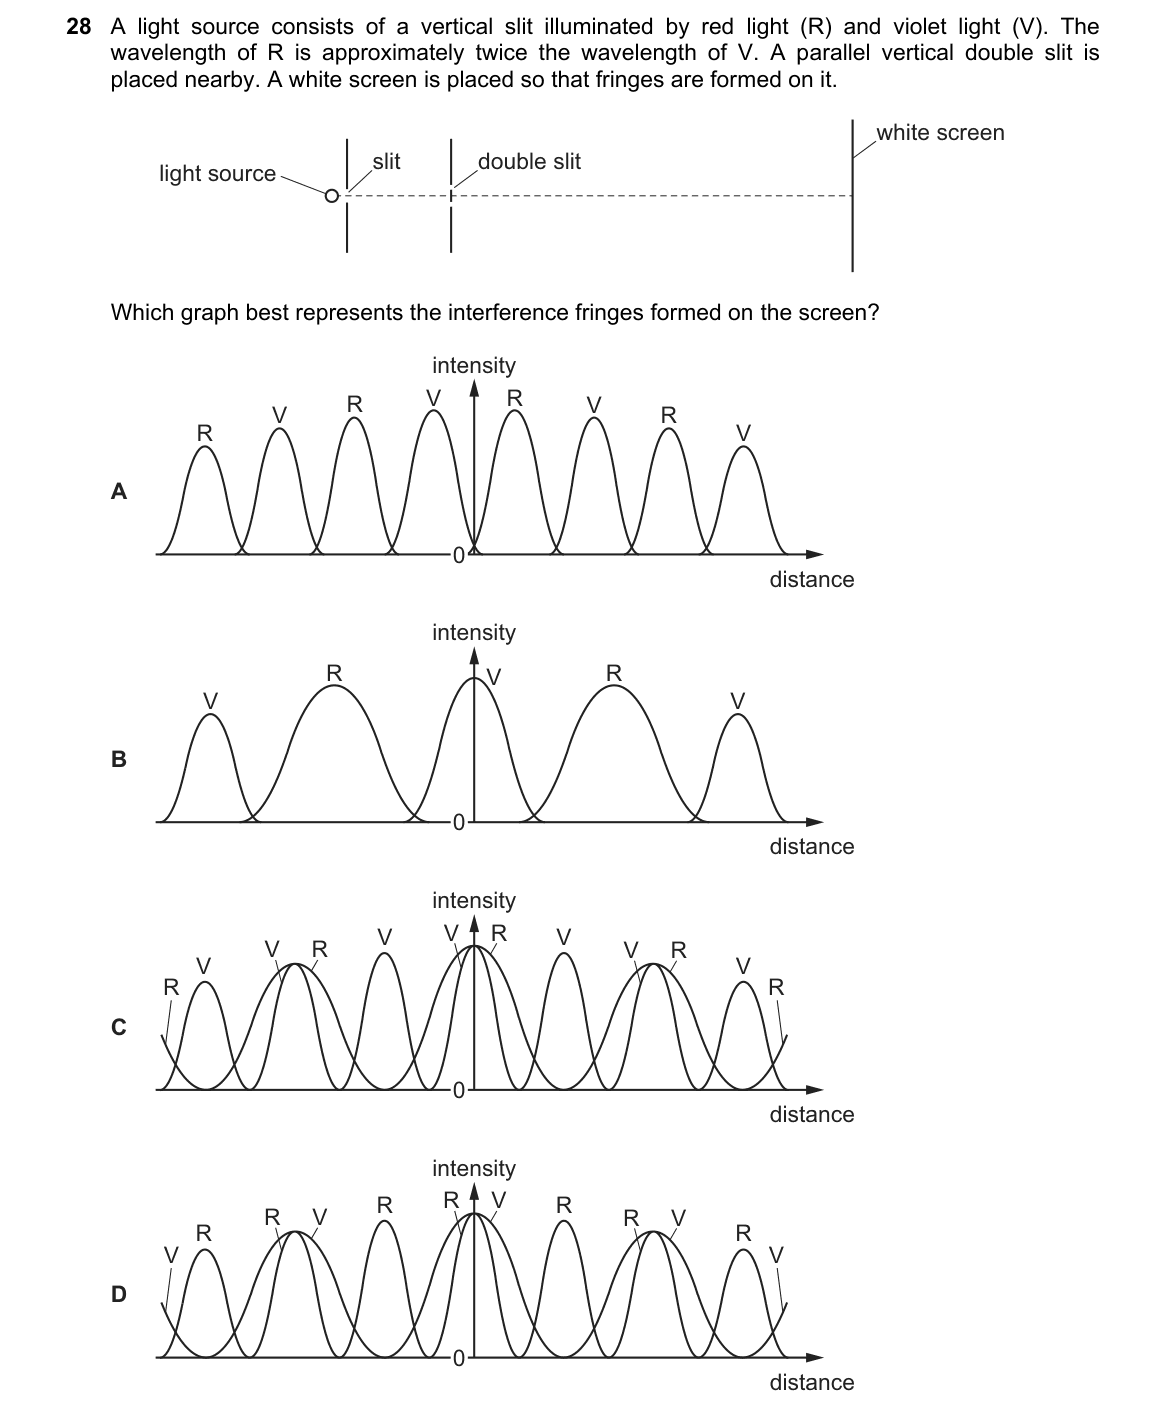 28 A light source consists of a vertical slit illuminated by red light (R) and violet light (V). The
wavelength of R is approximately twice the wavelength of V. A parallel vertical double slit is
placed nearby. A white screen is placed so that fringes are formed on it.
white screen
slit
double slit
light source
Which graph best represents the interference fringes formed on the screen?
intensity
R V R V R V R V
A
0
distance
intensity
V R V R V
B
0
distance
intensity
R V V R V V R V V R V R
C
0
distance
intensity
V R R V R R V R R V R V
D
0
distance